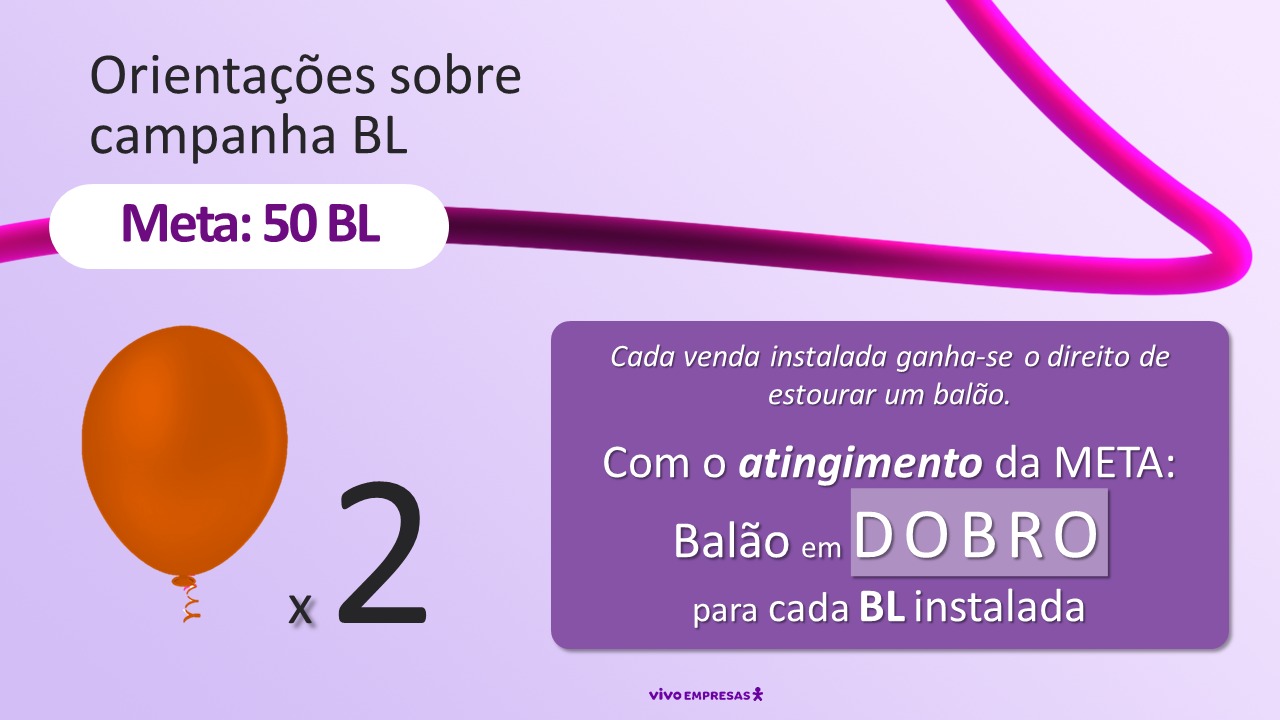 Orientações sobre
campanha BL
Meta: 50 BL
x 2
Cada venda instalada ganha-se o direito de
estourar um balão.
Com o atingimento da META:
Balão em DOBRO
para cada BL instalada
vivo EMPRESAS